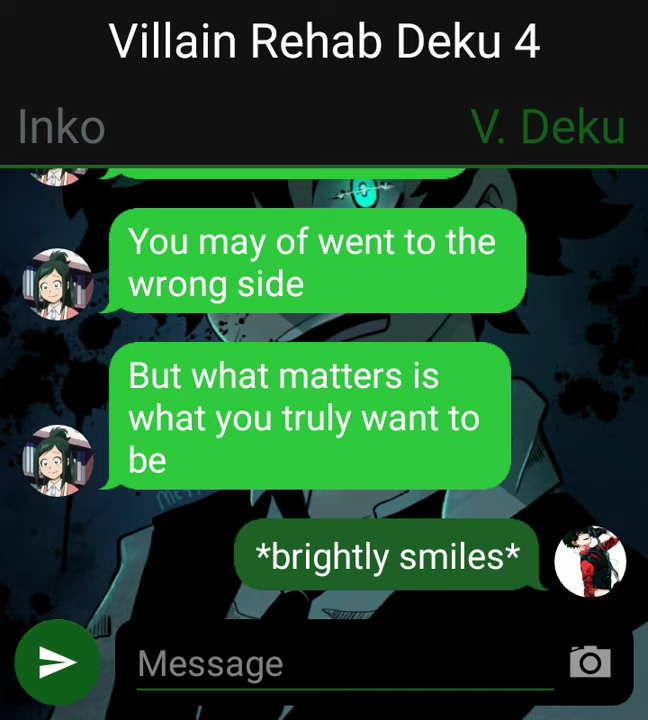 Villain Rehab Deku 4
Inko
V. Deku
You may of went to the
wrong side
But what matters is
what you truly want to
be
*brightly smiles*
Message